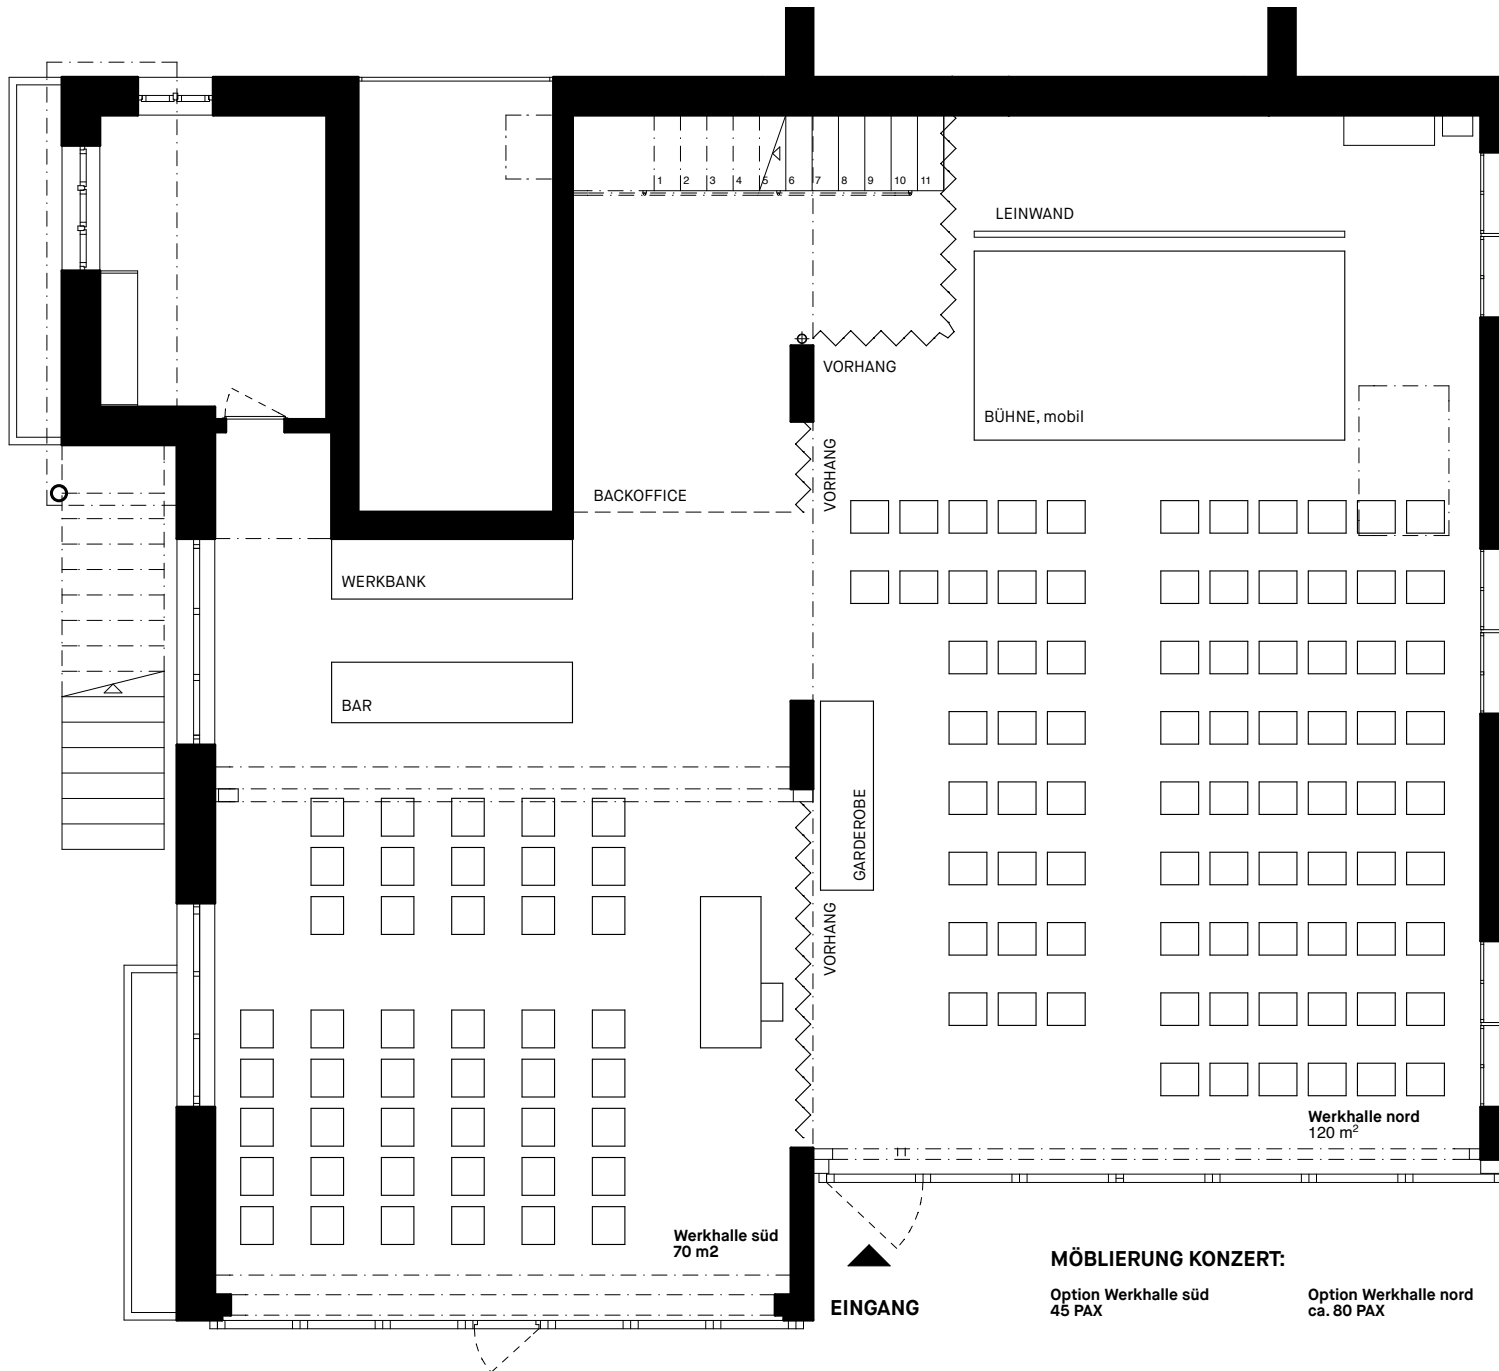 1 2 3 4 5 6 7 8 9 10 11
LEINWAND
VORHANG
BÜHNE, mobil
VORHANG
BACKOFFICE
WERKBANK
BAR
GARDEROBE
VORHANG
Werkhalle nord
120 m²
Werkhalle süd
70 m2
EINGANG
MÖBLIERUNG KONZERT:
Option Werkhalle süd
45 PAX
Option Werkhalle nord
ca. 80 PAX